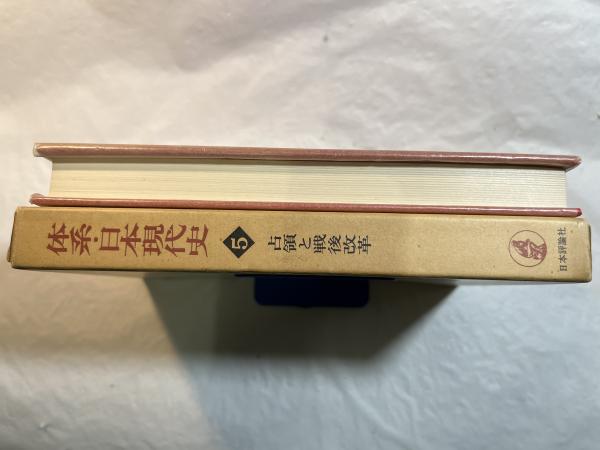 体系・日本現代史
5
占領と戦後改革
日本評論社